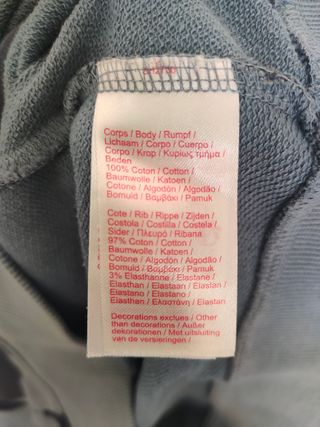 Corps / Body / Rumpf /
Lichaam / Corpo / Cuerpo /
Corpo / Krop / Κυρίως τμήμα /
Beden
100% Coton / Cotton /
Baumwolle / Katoen /
Cotone / Algodón / Algodão /
Bomuld / Βαμβάκι / Pamuk
Cote / Rib / Rippe / Zijden /
Costola / Costilla / Costela /
Sider / Πλευρό / Ribana
97% Coton / Cotton /
Baumwolle / Katoen /
Cotone / Algodón / Algodão /
Bomuld / Βαμβάκι / Pamuk
3% Elasthanne / Elastane /
Elasthan / Elastaan / Elastan /
Elastano / Elastano /
Elasthan / Ελαστάνη / Elastan
Decorations exclues / Other
than decorations / Außer
dekorationen / Met uitsluiting
van de versieringen /